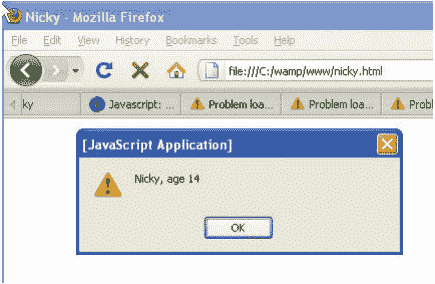 Nicky - Mozilla Firefox
File Edit View History Bookmarks Tools Help
file:///C:/wamp/www/nicky.html
ky Javascript: ... Problem loa... Problem loa... Probl
[JavaScript Application]
Nicky, age 14
OK